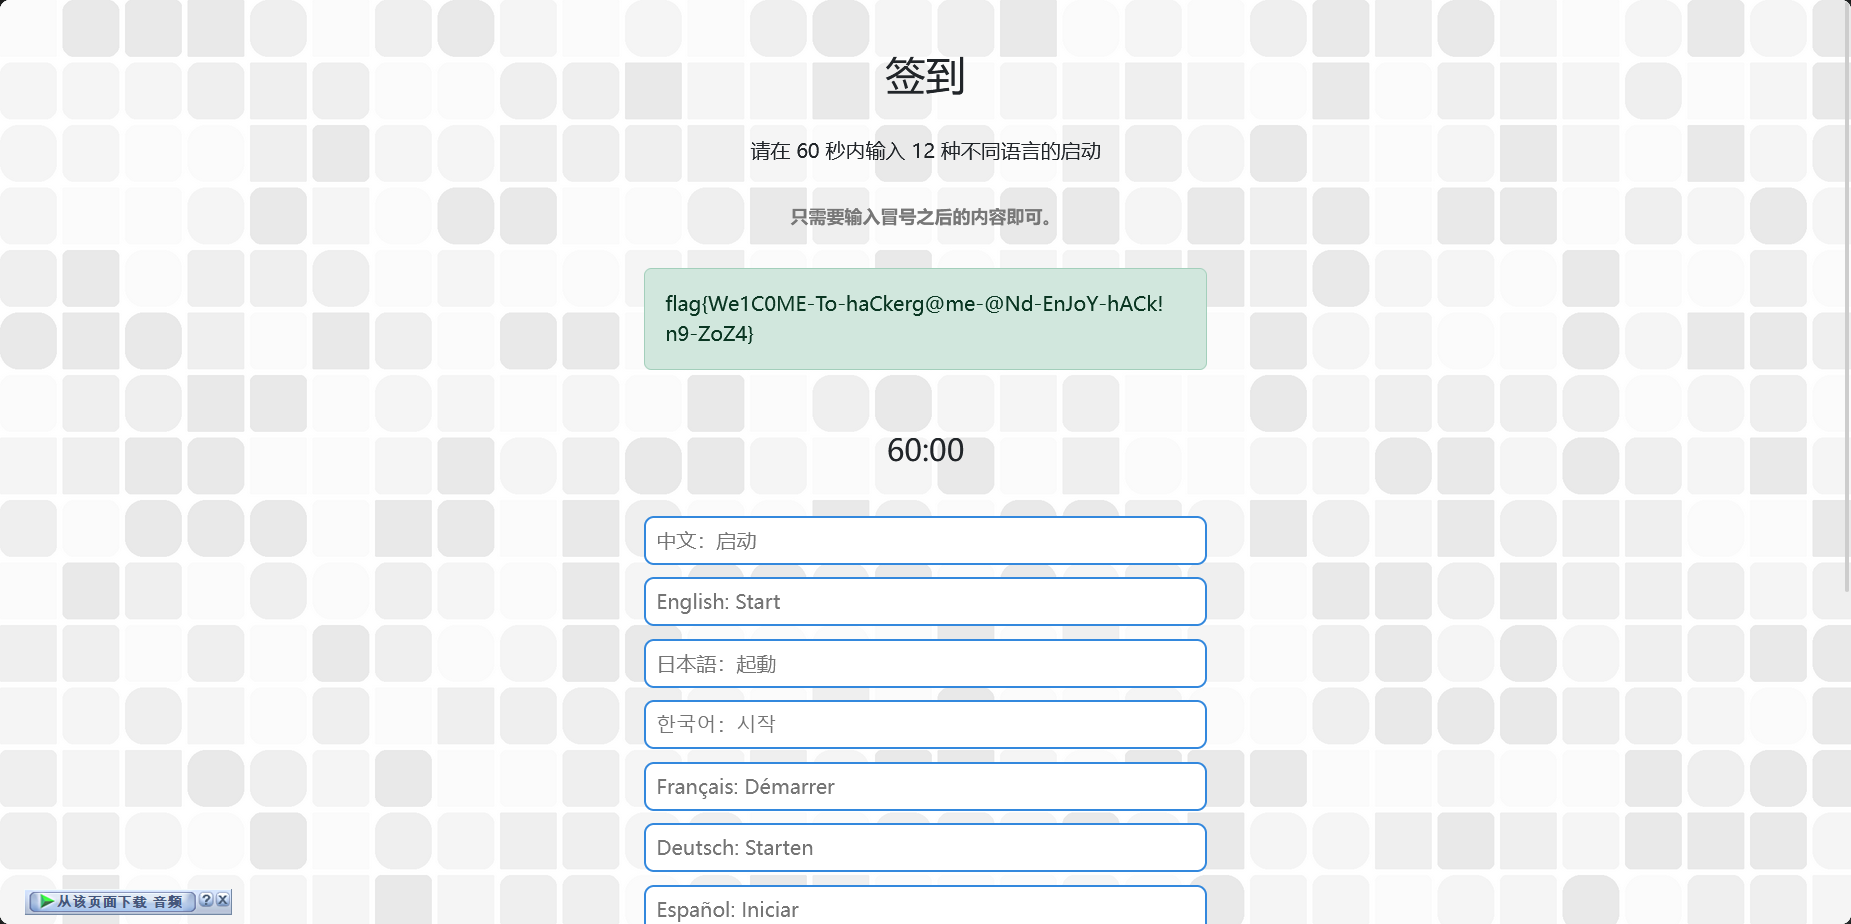 签到
请在 60 秒内输入 12 种不同语言的启动
只需要输入冒号之后的内容即可。
flag{We1C0ME-To-haCkerg@me-@Nd-EnJoY-hACk!
n9-ZoZ4}
60:00
中文：启动
English: Start
日本語：起動
한국어：시작
Français: Démarrer
Deutsch: Starten
Español: Iniciar
从该页面下载 音频 ? X